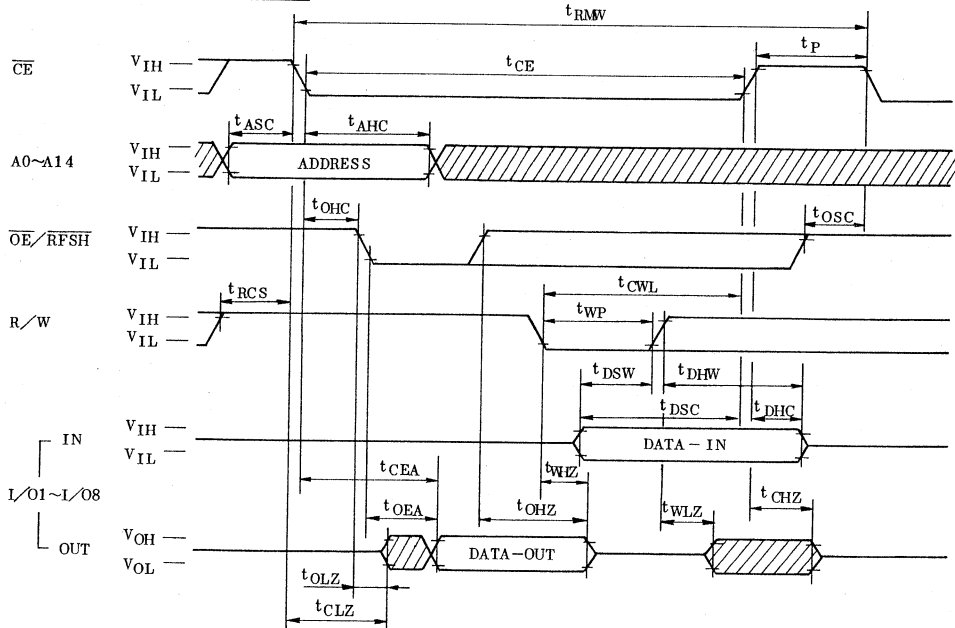 tRMW
tP
tCE
CE VIH
VIL
tASC tAHC
A0~A14 VIH
VIL
ADDRESS
tOHC tOSC
OE/RFSH VIH
VIL
tRCS tCWL
tWP
R/W VIH
VIL
tDSW tDHW
tDSC tDHC
IN VIH
VIL
DATA-IN
tCEA tWHZ
I/O1~I/O8
tOEA tOHZ tWLZ tCHZ
OUT VOH
VOL
DATA-OUT
tOLZ
tCLZ